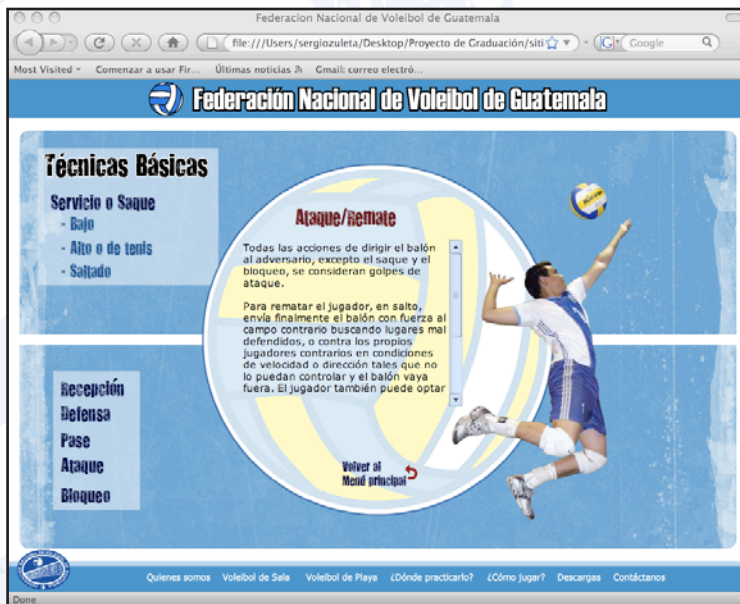 Federacion Nacional de Voleibol de Guatemala
file:///Users/sergiozuleta/Desktop/Proyecto de Graduación/siti
Google
Most Visited
Comenzar a usar Fir...
Últimas noticias
Gmail: correo electró...
Federación Nacional de Voleibol de Guatemala
Técnicas Básicas
Servicio o Saque
- Bajo
- Alto o de tenis
- Saltado
Recepción
Defensa
Pase
Ataque
Bloqueo
Ataque/Remate
Todas las acciones de dirigir el balón
al adversario, excepto el saque y el
bloqueo, se consideran golpes de
ataque.
Para rematar el jugador, en salto,
envía finalmente el balón con fuerza al
campo contrario buscando lugares mal
defendidos, o contra los propios
jugadores contrarios en condiciones
de velocidad o dirección tales que no
lo puedan controlar y el balón vaya
fuera. El jugador también puede optar
Volver al
Menú principal
Quienes somos Voleibol de Sala Voleibol de Playa ¿Dónde practicarlo? ¿Cómo jugar? Descargas Contáctanos
Done